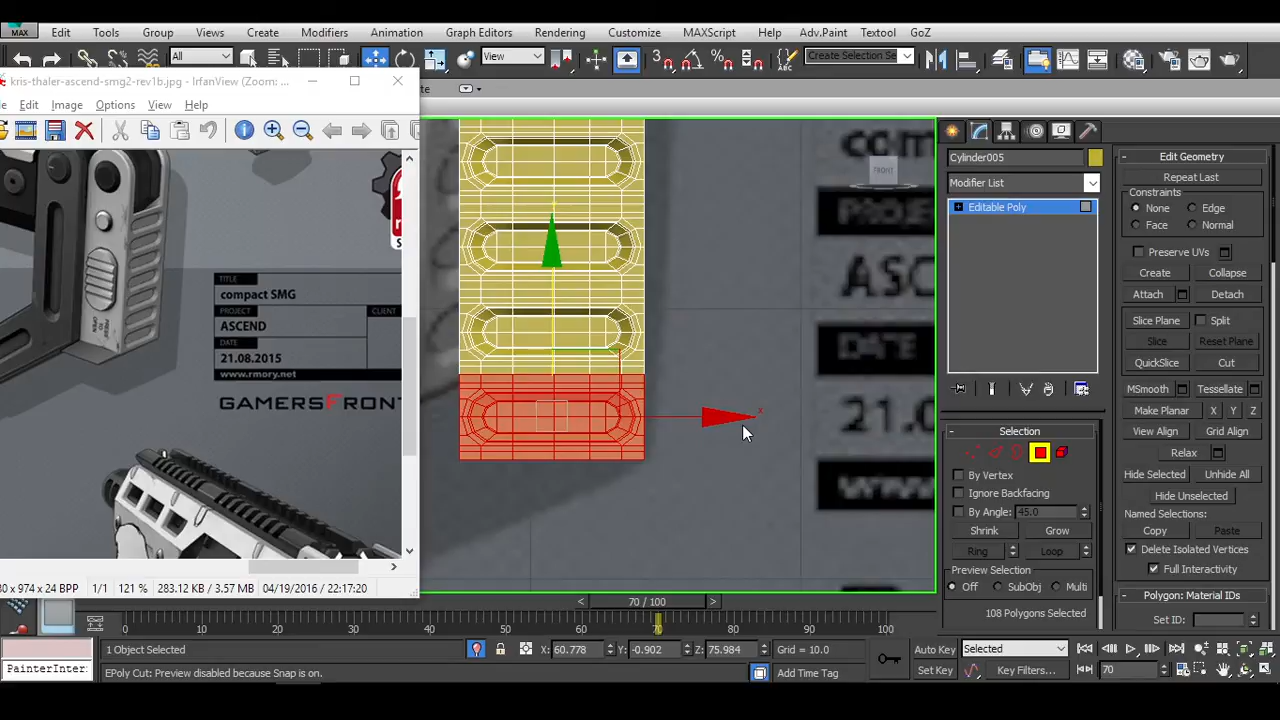 MAX
Edit
Tools
Group
Views
Create
Modifiers
Animation
Graph Editors
Rendering
Customize
MAXScript
Help
Adv.Paint
Textool
GoZ
All
View
3
Create Selection Se
kris-thaler-ascend-smg2-rev1b.jpg - IrfanView (Zoom: ...
Edit
Image
Options
View
Help
TITLE
compact SMG
PROJECT
CLIENT
ASCEND
DATE
21.08.2015
www.rmory.net
GAMERSFRONT
PRESS TO OPEN
30 x 974 x 24 BPP
1/1
121 %
283.12 KB / 3.57 MB
04/19/2016 / 22:17:20
FRONT
com
PROJE
ASC
DATE
21.0
x
Cylinder005
Modifier List
Editable Poly
Selection
By Vertex
Ignore Backfacing
By Angle:
45.0
Shrink
Grow
Ring
Loop
Preview Selection
Off
SubObj
Multi
108 Polygons Selected
Edit Geometry
Repeat Last
Constraints
None
Edge
Face
Normal
Preserve UVs
Create
Collapse
Attach
Detach
Slice Plane
Split
Slice
Reset Plane
QuickSlice
Cut
MSmooth
Tessellate
Make Planar
X
Y
Z
View Align
Grid Align
Relax
Hide Selected
Unhide All
Hide Unselected
Named Selections:
Copy
Paste
Delete Isolated Vertices
Full Interactivity
Polygon: Material IDs
Set ID:
70 / 100
0
10
20
30
40
50
60
70
80
90
100
1 Object Selected
X: 60.778
Y: -0.902
Z: 75.984
Grid = 10.0
Auto Key
Selected
PainterInter
EPoly Cut: Preview disabled because Snap is on.
Add Time Tag
Set Key
Key Filters...
70